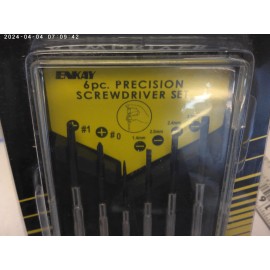 2024-04-04 07:09:42
ENKAY
6pc. PRECISION
SCREWDRIVER SET
#1 #0